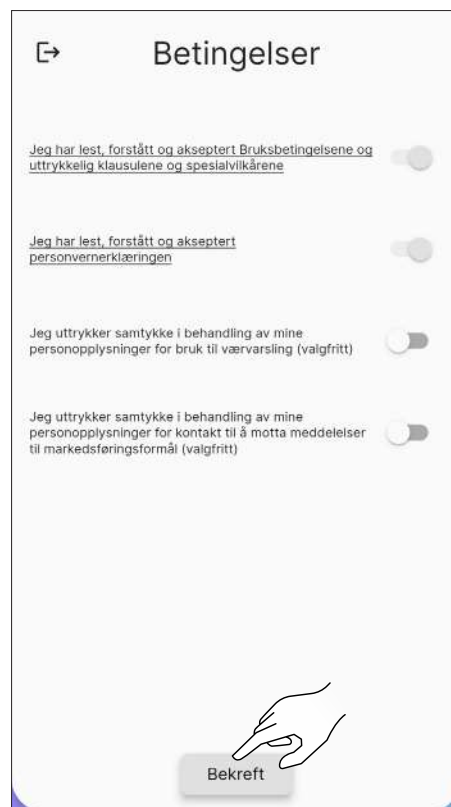 Betingelser
Jeg har lest, forstått og akseptert Bruksbetingelsene og
uttrykkelig klausulene og spesialvilkårene
Jeg har lest, forstått og akseptert
personvernerklæringen
Jeg uttrykker samtykke i behandling av mine
personopplysninger for bruk til værvarsling (valgfritt)
Jeg uttrykker samtykke i behandling av mine
personopplysninger for kontakt til å motta meddelelser
til markedsføringsformål (valgfritt)
Bekreft